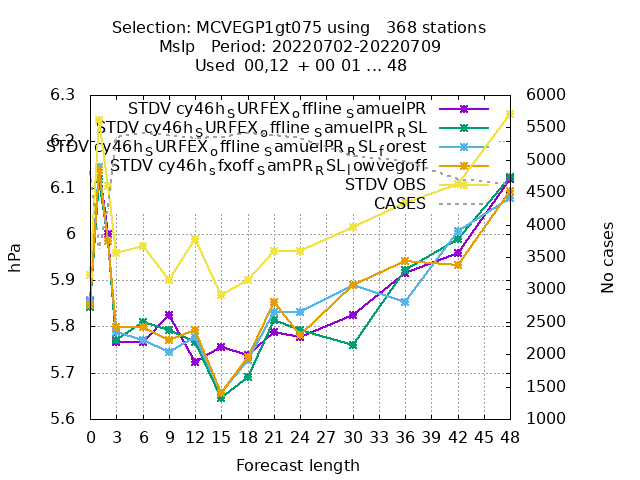 Selection: MCVEGP1gt075 using   368 stations
Mslp   Period: 20220702-20220709
Used  00,12  + 00 01 ... 48
STDV cy46h_SURFEX_offline_SamuelPR
STDV cy46h_SURFEX_offline_SamuelPR_RSL
STDV cy46h_SURFEX_offline_SamuelPR_RSL_forest
STDV cy46h_sfxoff_SamPR_RSL_lowvegoff
STDV OBS
CASES
6.3
6.2
6.1
6
5.9
5.8
5.7
5.6
hPa
6000
5500
5000
4500
4000
3500
3000
2500
2000
1500
1000
No cases
0 3 6 9 12 15 18 21 24 27 30 33 36 39 42 45 48
Forecast length